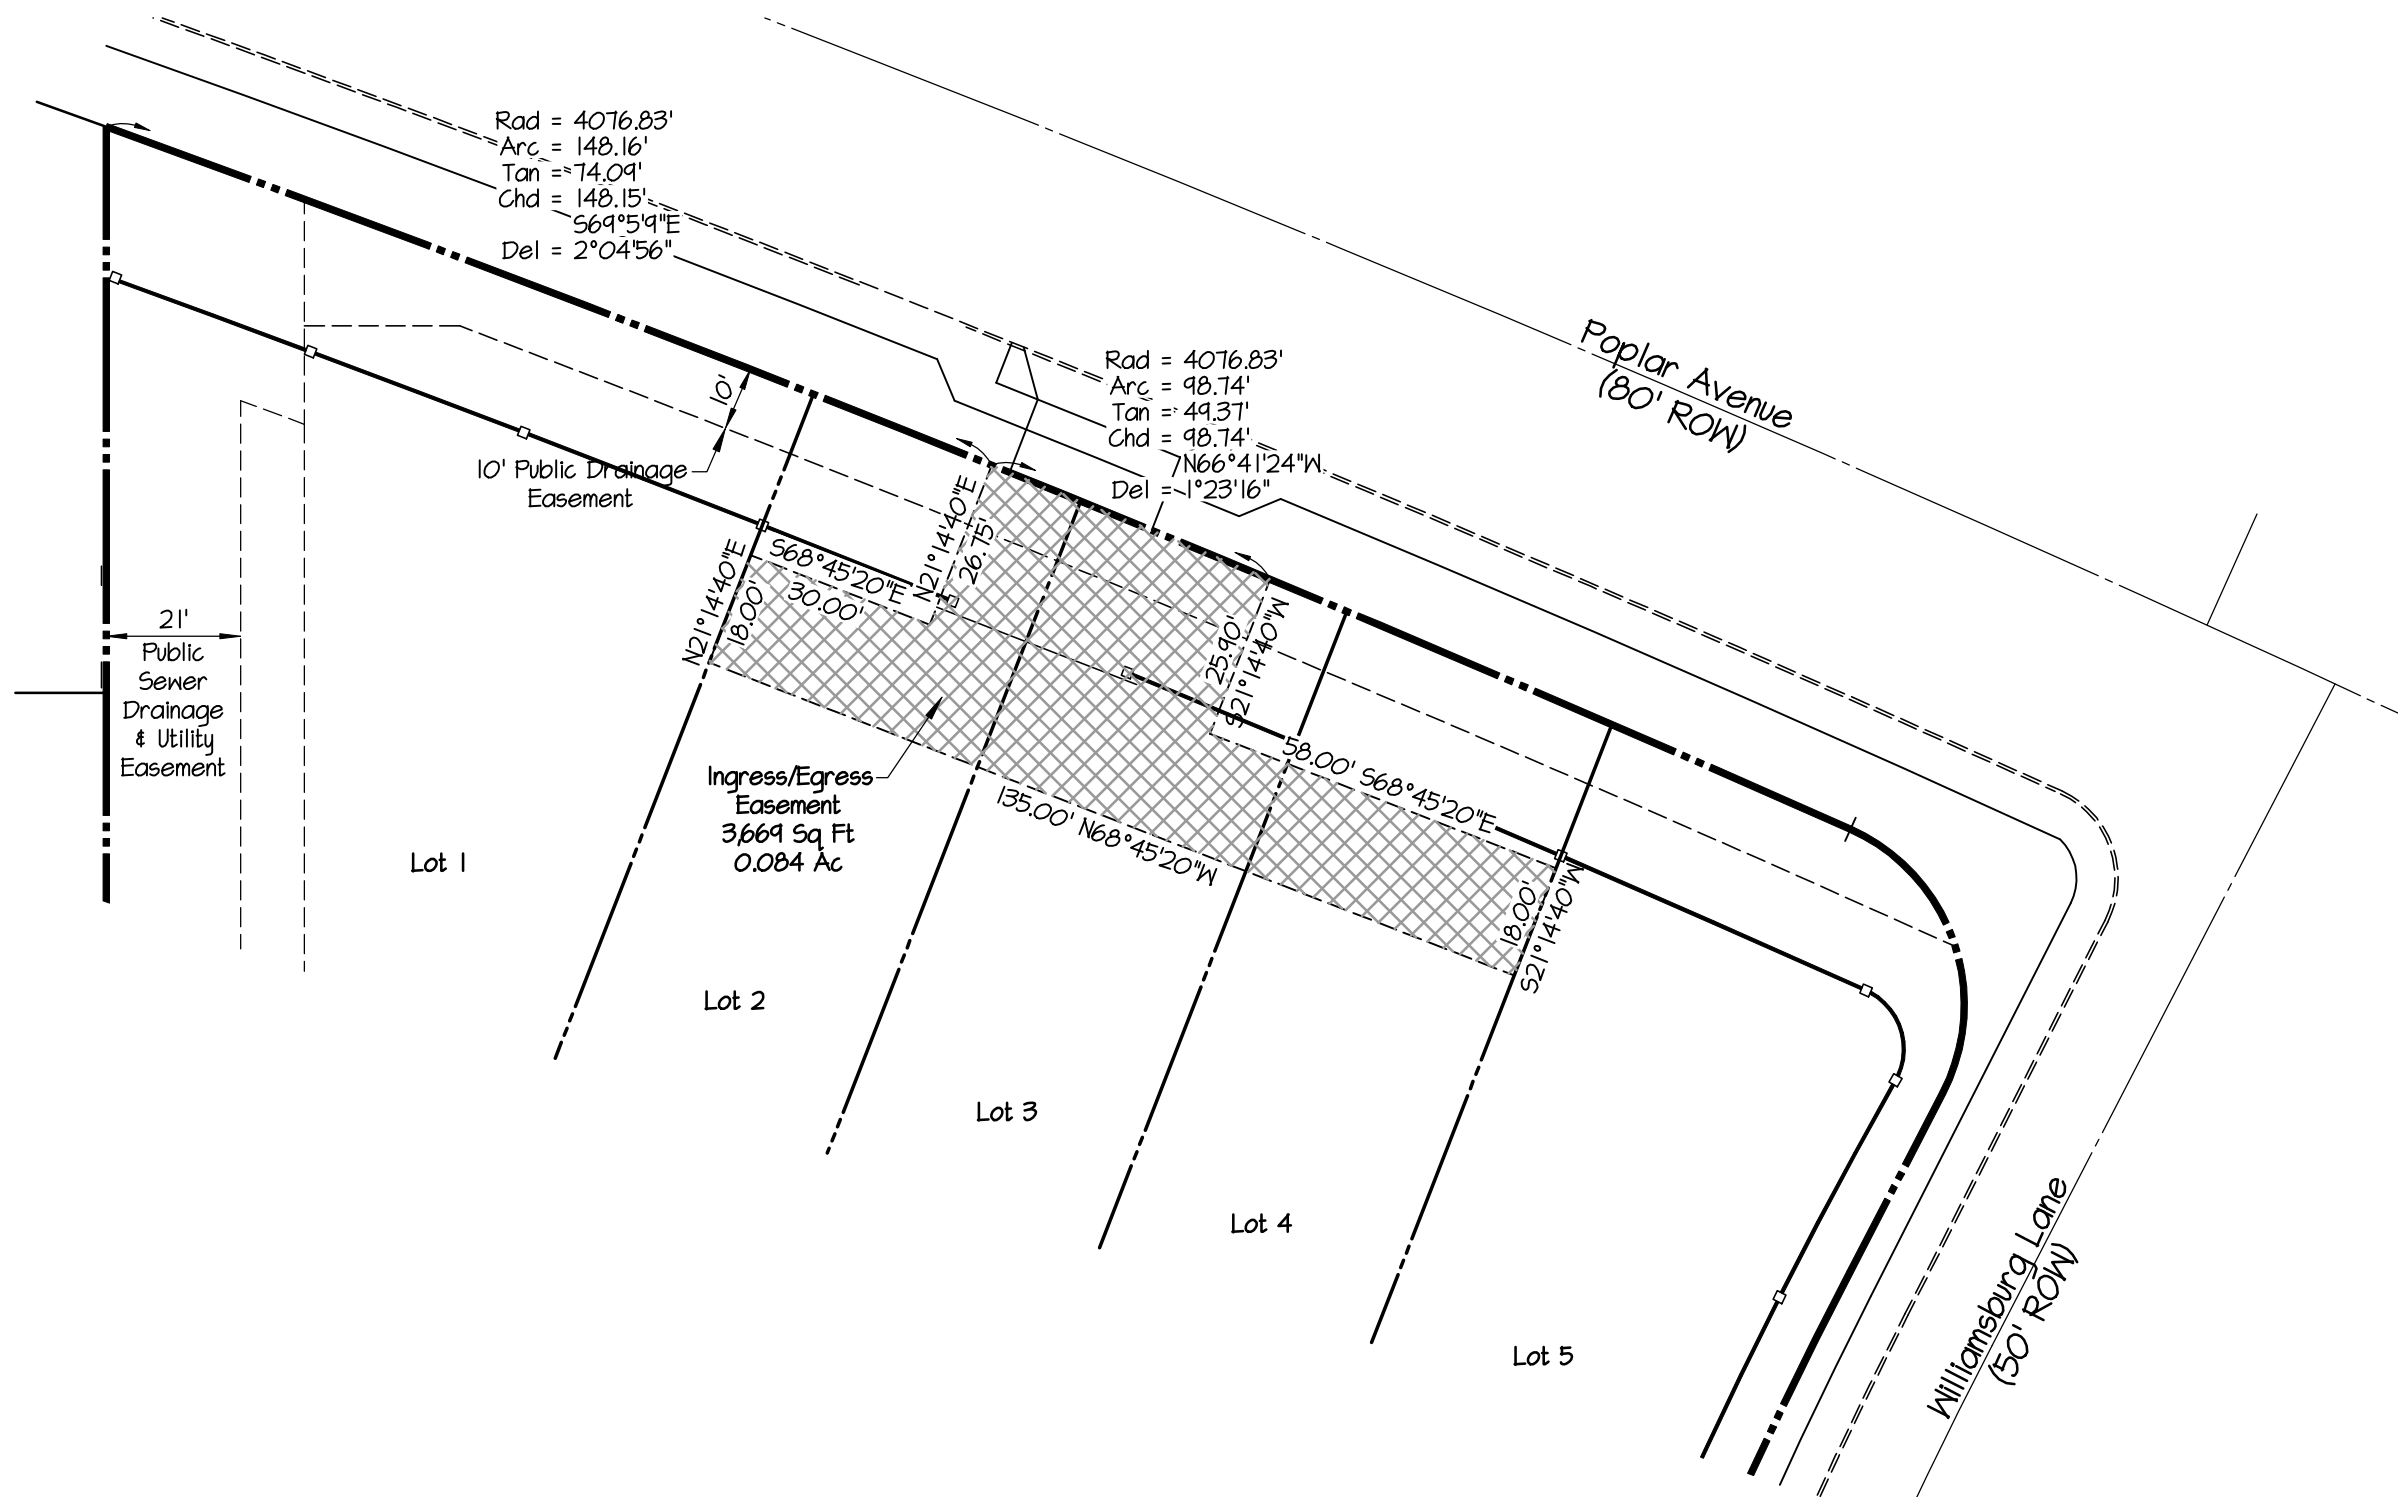 Rad = 4076.83'
Arc = 148.16'
Tan = 74.09'
Chd = 148.15'
S69°5'9"E
Del = 2°04'56"
Poplar Avenue
(80' ROW)
Rad = 4076.83'
Arc = 98.74'
Tan = 49.37'
Chd = 98.74'
N66°41'24"W
Del = 1°23'16"
10'
10' Public Drainage
Easement
N21°14'40"E
26.75'
S68°45'20"E
30.00'
N21°14'40"E
18.00'
25.90'
S21°14'40"W
21'
Public
Sewer
Drainage
& Utility
Easement
58.00' S68°45'20"E
Ingress/Egress
Easement
3,669 Sq Ft
0.084 Ac
135.00' N68°45'20"W
18.00'
S21°14'40"W
Lot 1
Lot 2
Lot 3
Lot 4
Lot 5
Williamsburg Lane
(50' ROW)